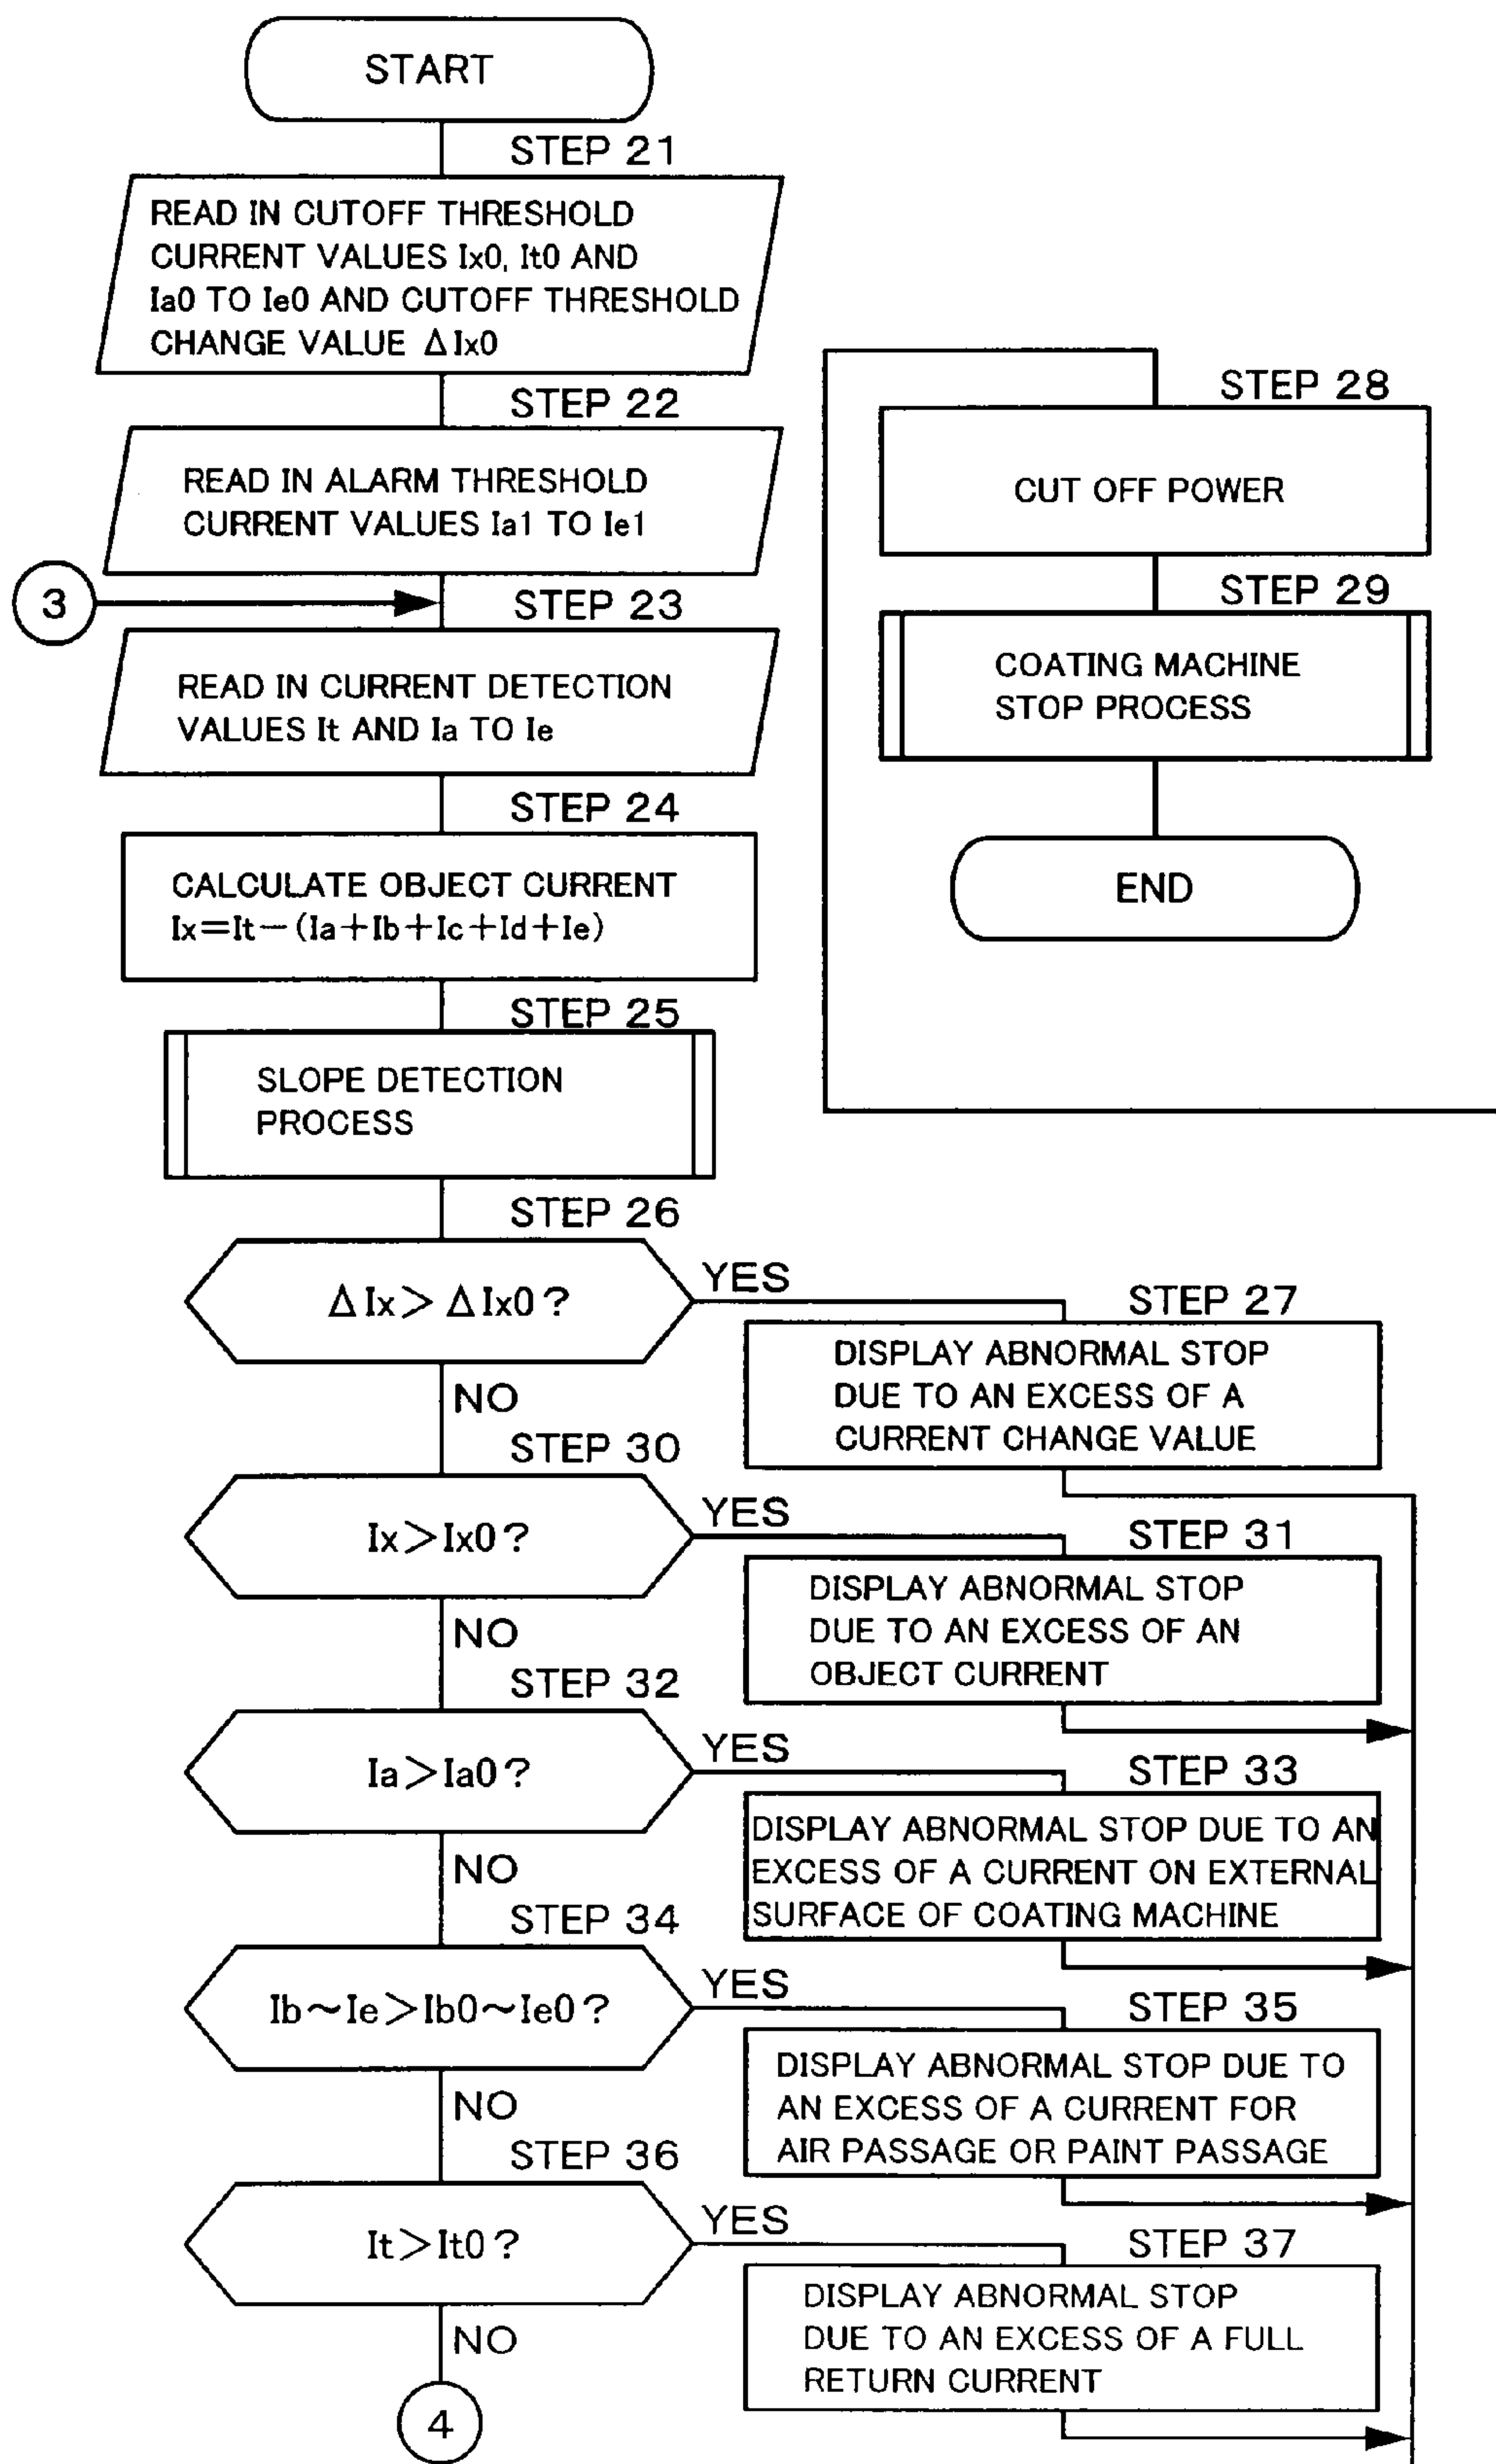 START
STEP 21
READ IN CUTOFF THRESHOLD
CURRENT VALUES Ix0, It0 AND
Ia0 TO Ie0 AND CUTOFF THRESHOLD
CHANGE VALUE ΔIx0
STEP 22
READ IN ALARM THRESHOLD
CURRENT VALUES Ia1 TO Ie1
3
STEP 23
READ IN CURRENT DETECTION
VALUES It AND Ia TO Ie
STEP 24
CALCULATE OBJECT CURRENT
Ix=It-(Ia+Ib+Ic+Id+Ie)
STEP 25
SLOPE DETECTION
PROCESS
STEP 26
ΔIx>ΔIx0?
YES
NO
STEP 27
DISPLAY ABNORMAL STOP
DUE TO AN EXCESS OF A
CURRENT CHANGE VALUE
STEP 28
CUT OFF POWER
STEP 29
COATING MACHINE
STOP PROCESS
END
STEP 30
Ix>Ix0?
YES
NO
STEP 31
DISPLAY ABNORMAL STOP
DUE TO AN EXCESS OF AN
OBJECT CURRENT
STEP 32
Ia>Ia0?
YES
NO
STEP 33
DISPLAY ABNORMAL STOP DUE TO AN
EXCESS OF A CURRENT ON EXTERNAL
SURFACE OF COATING MACHINE
STEP 34
Ib~Ie>Ib0~Ie0?
YES
NO
STEP 35
DISPLAY ABNORMAL STOP DUE TO
AN EXCESS OF A CURRENT FOR
AIR PASSAGE OR PAINT PASSAGE
STEP 36
It>It0?
YES
NO
STEP 37
DISPLAY ABNORMAL STOP
DUE TO AN EXCESS OF A FULL
RETURN CURRENT
4